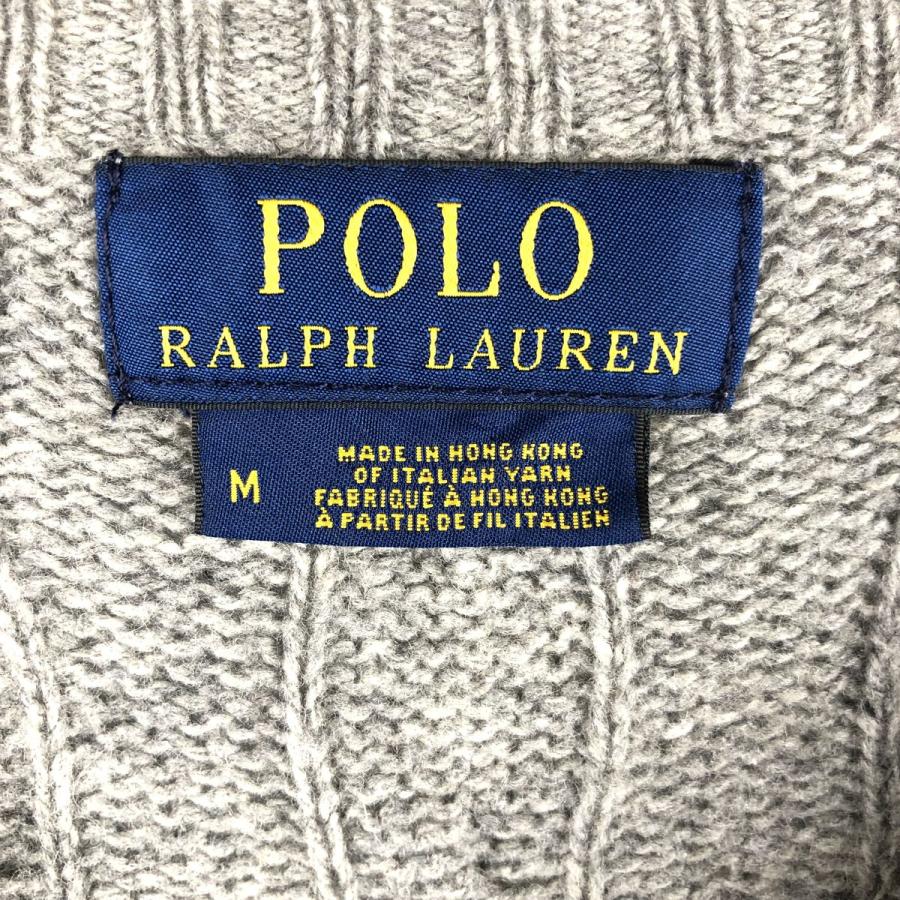 POLO
RALPH LAUREN
M
MADE IN HONG KONG
OF ITALIAN YARN
FABRIQUÉ À HONG KONG
À PARTIR DE FIL ITALIEN